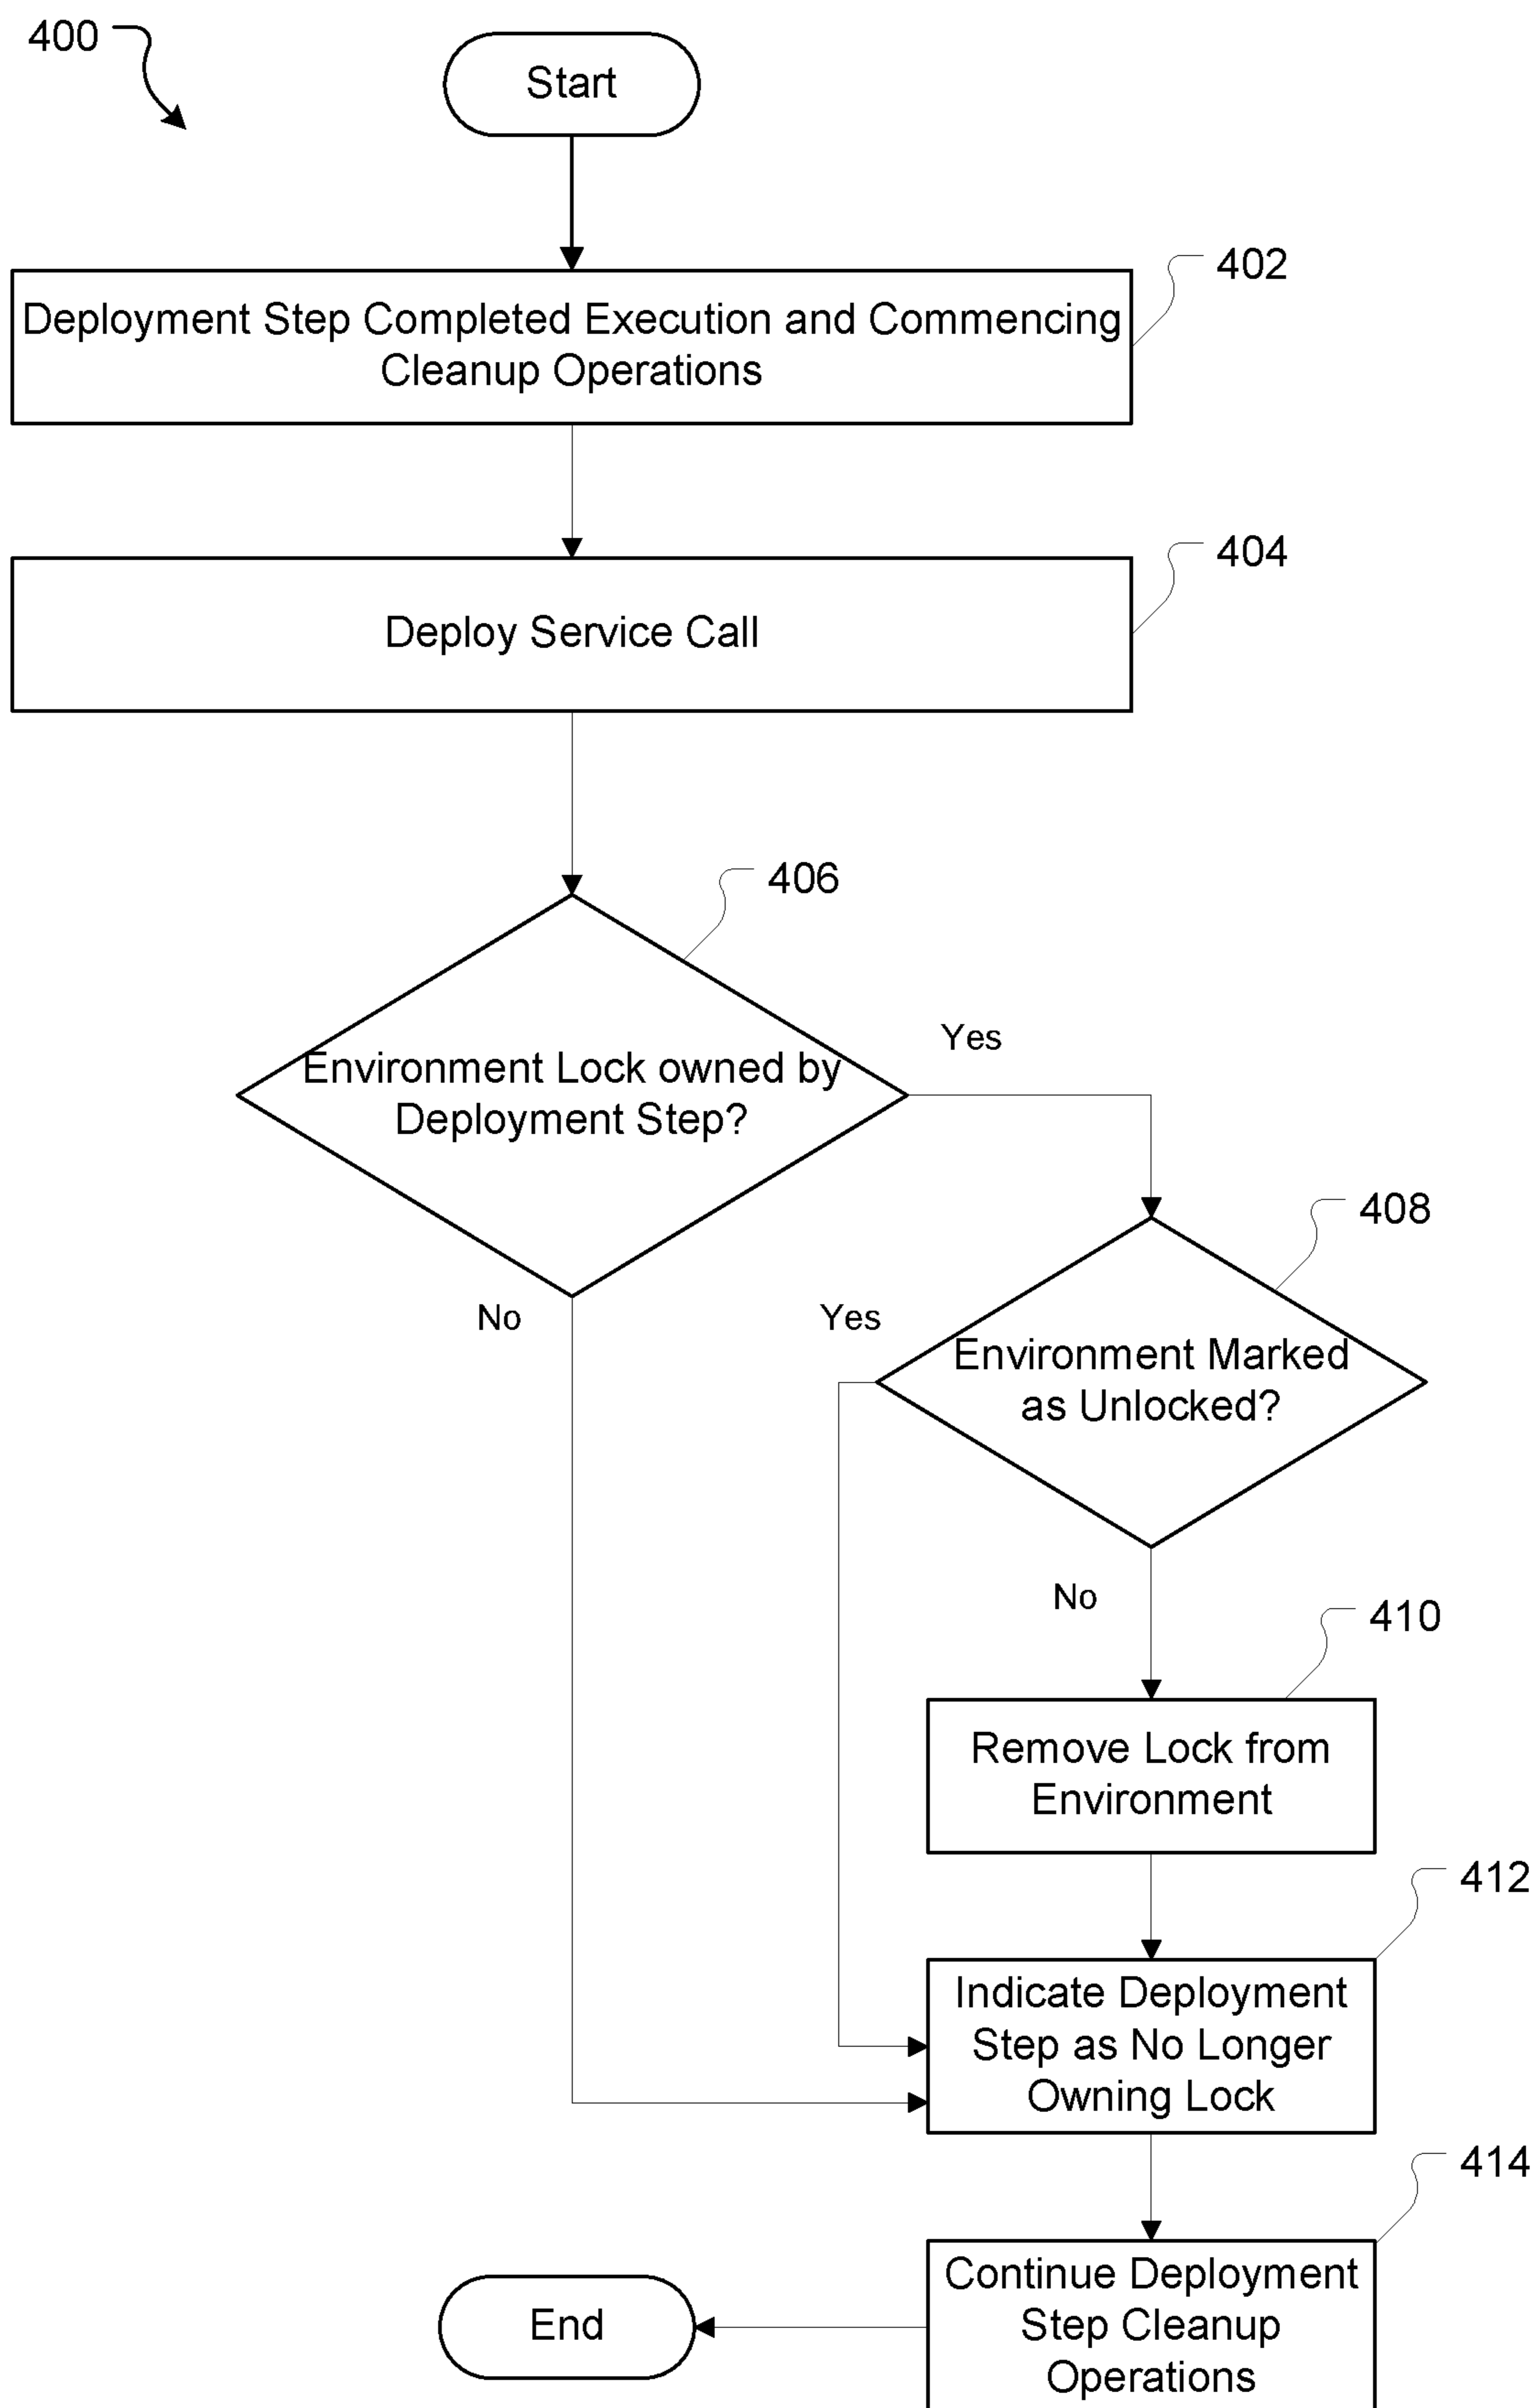 400
Start
402
Deployment Step Completed Execution and Commencing
Cleanup Operations
404
Deploy Service Call
406
Environment Lock owned by
Deployment Step?
Yes
No
408
Yes
Environment Marked
as Unlocked?
No
410
Remove Lock from
Environment
412
Indicate Deployment
Step as No Longer
Owning Lock
414
Continue Deployment
Step Cleanup
Operations
End